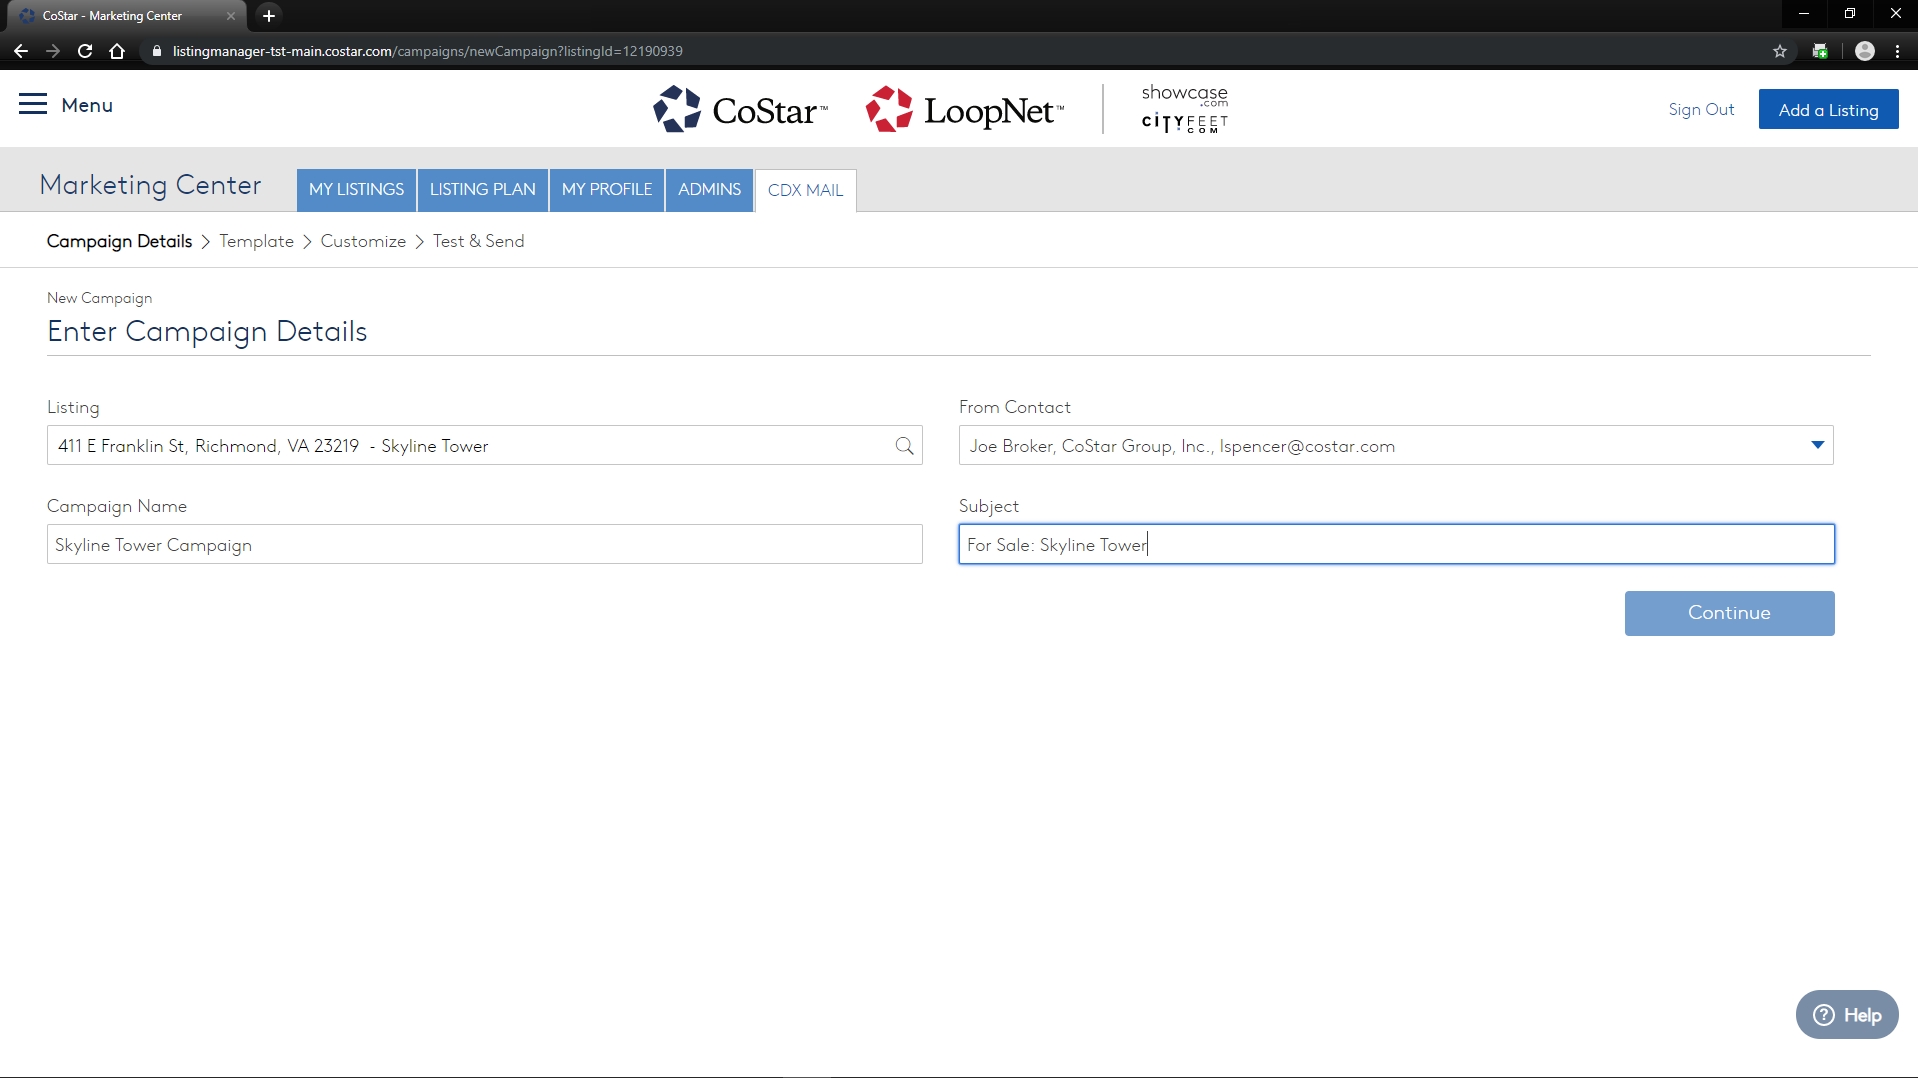 CoStar - Marketing Center
listingmanager-tst-main.costar.com/campaigns/newCampaign?listingId=12190939
Menu
CoStar™
LoopNet™
showcase
.com
CITYFEET
COM
Sign Out
Add a Listing
Marketing Center
MY LISTINGS
LISTING PLAN
MY PROFILE
ADMINS
CDX MAIL
Campaign Details > Template > Customize > Test & Send
New Campaign
Enter Campaign Details
Listing
411 E Franklin St, Richmond, VA 23219 - Skyline Tower
From Contact
Joe Broker, CoStar Group, Inc., lspencer@costar.com
Campaign Name
Skyline Tower Campaign
Subject
For Sale: Skyline Tower
Continue
? Help